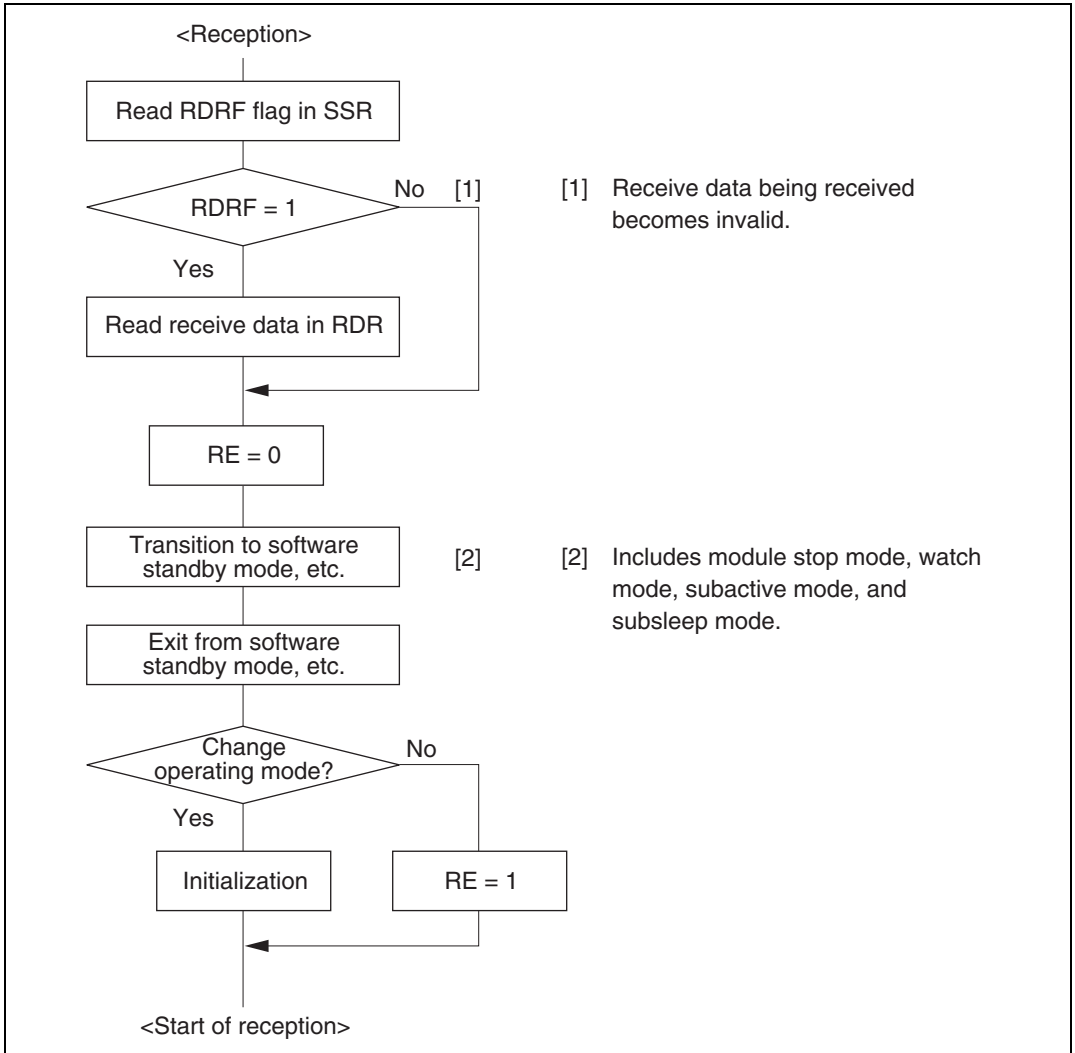 <Reception>
Read RDRF flag in SSR
No [1]
[1] Receive data being received
becomes invalid.
RDRF = 1
Yes
Read receive data in RDR
RE = 0
Transition to software
standby mode, etc.
[2]
[2] Includes module stop mode, watch
mode, subactive mode, and
subsleep mode.
Exit from software
standby mode, etc.
Change
operating mode?
No
Yes
Initialization
RE = 1
<Start of reception>